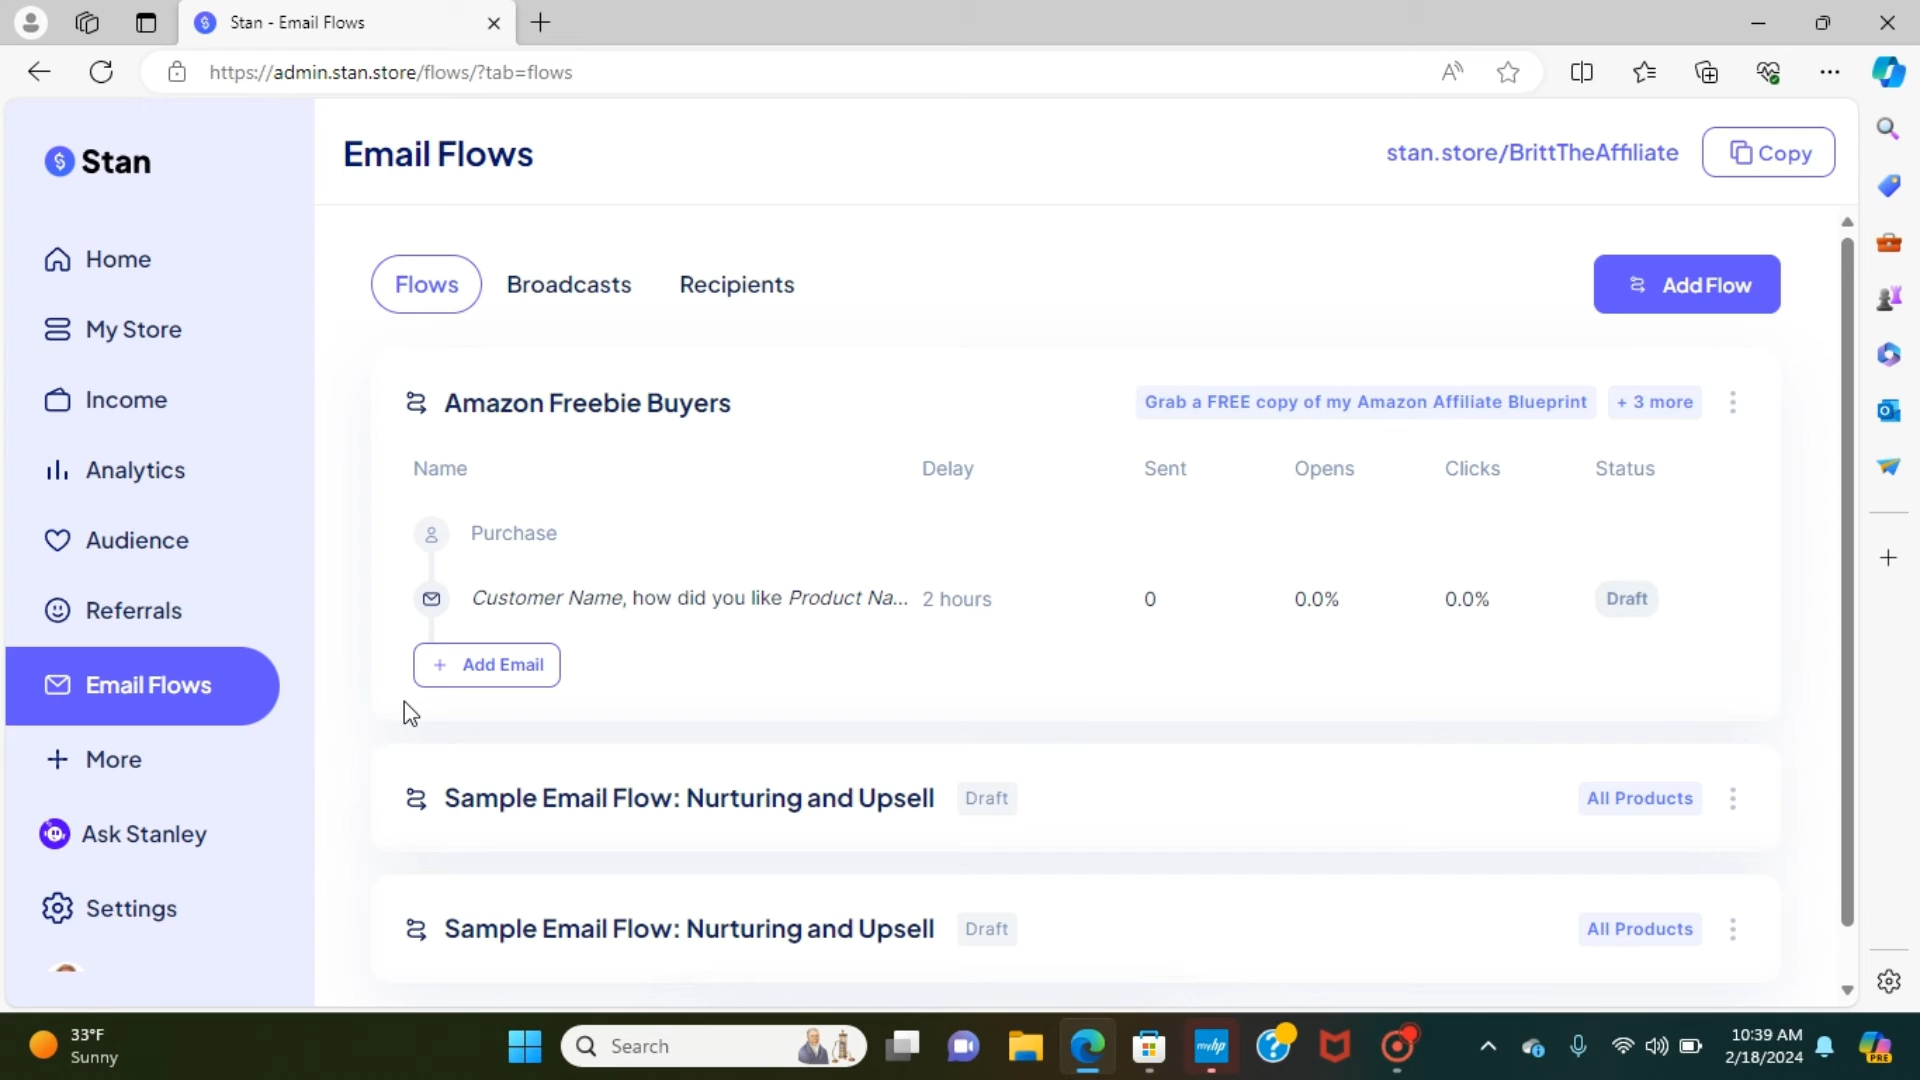 Stan - Email Flows
https://admin.stan.store/flows/?tab=flows
Stan
Email Flows
stan.store/BrittTheAffiliate
Copy
Home
My Store
Income
Analytics
Audience
Referrals
Email Flows
More
Ask Stanley
Settings
Flows
Broadcasts
Recipients
Add Flow
Amazon Freebie Buyers
Grab a FREE copy of my Amazon Affiliate Blueprint
+ 3 more
Name Delay Sent Opens Clicks Status
Purchase
Customer Name, how did you like Product Na... 2 hours 0 0.0% 0.0% Draft
+ Add Email
Sample Email Flow: Nurturing and Upsell Draft All Products
Sample Email Flow: Nurturing and Upsell Draft All Products
33°F
Sunny
Search
myhp
10:39 AM
2/18/2024
PRE